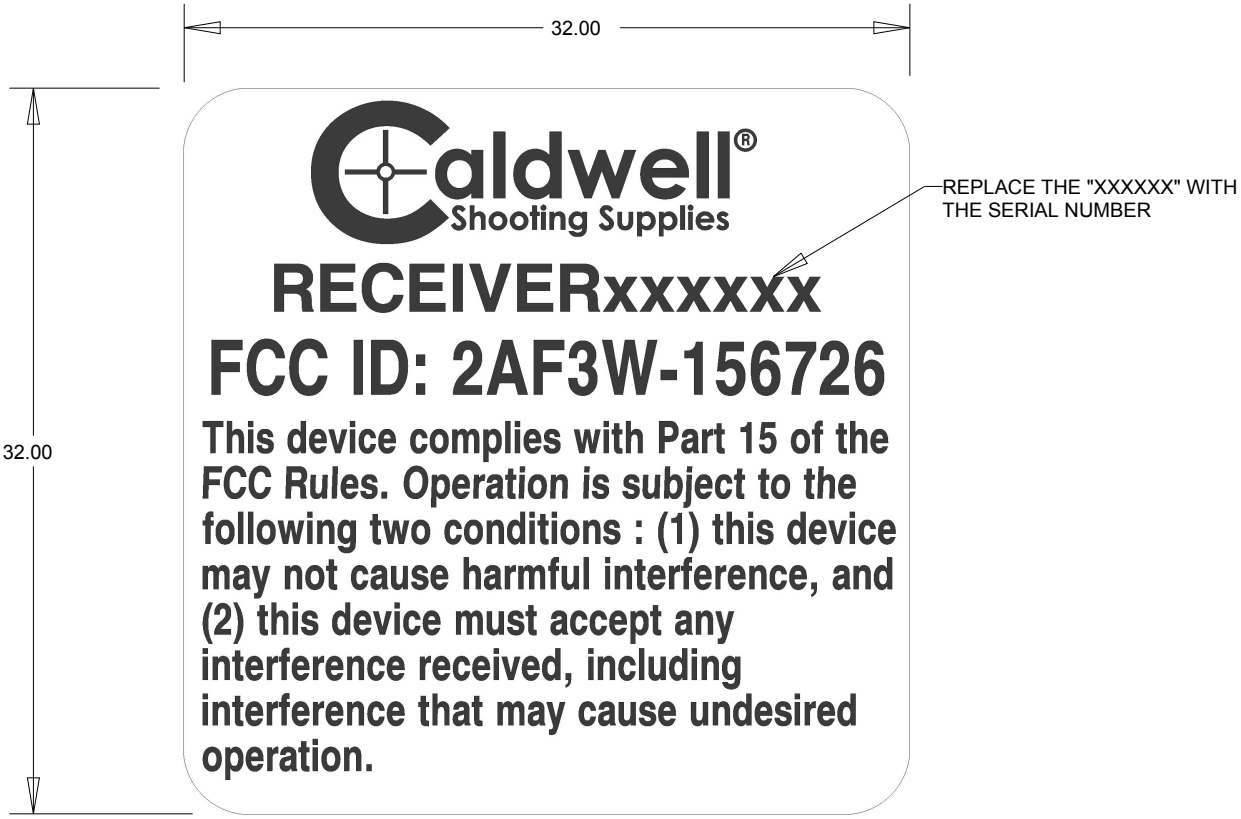 32.00
32.00
Caldwell®
Shooting Supplies
REPLACE THE "XXXXXX" WITH
THE SERIAL NUMBER
RECEIVERxxxxxx
FCC ID: 2AF3W-156726
This device complies with Part 15 of the
FCC Rules. Operation is subject to the
following two conditions : (1) this device
may not cause harmful interference, and
(2) this device must accept any
interference received, including
interference that may cause undesired
operation.